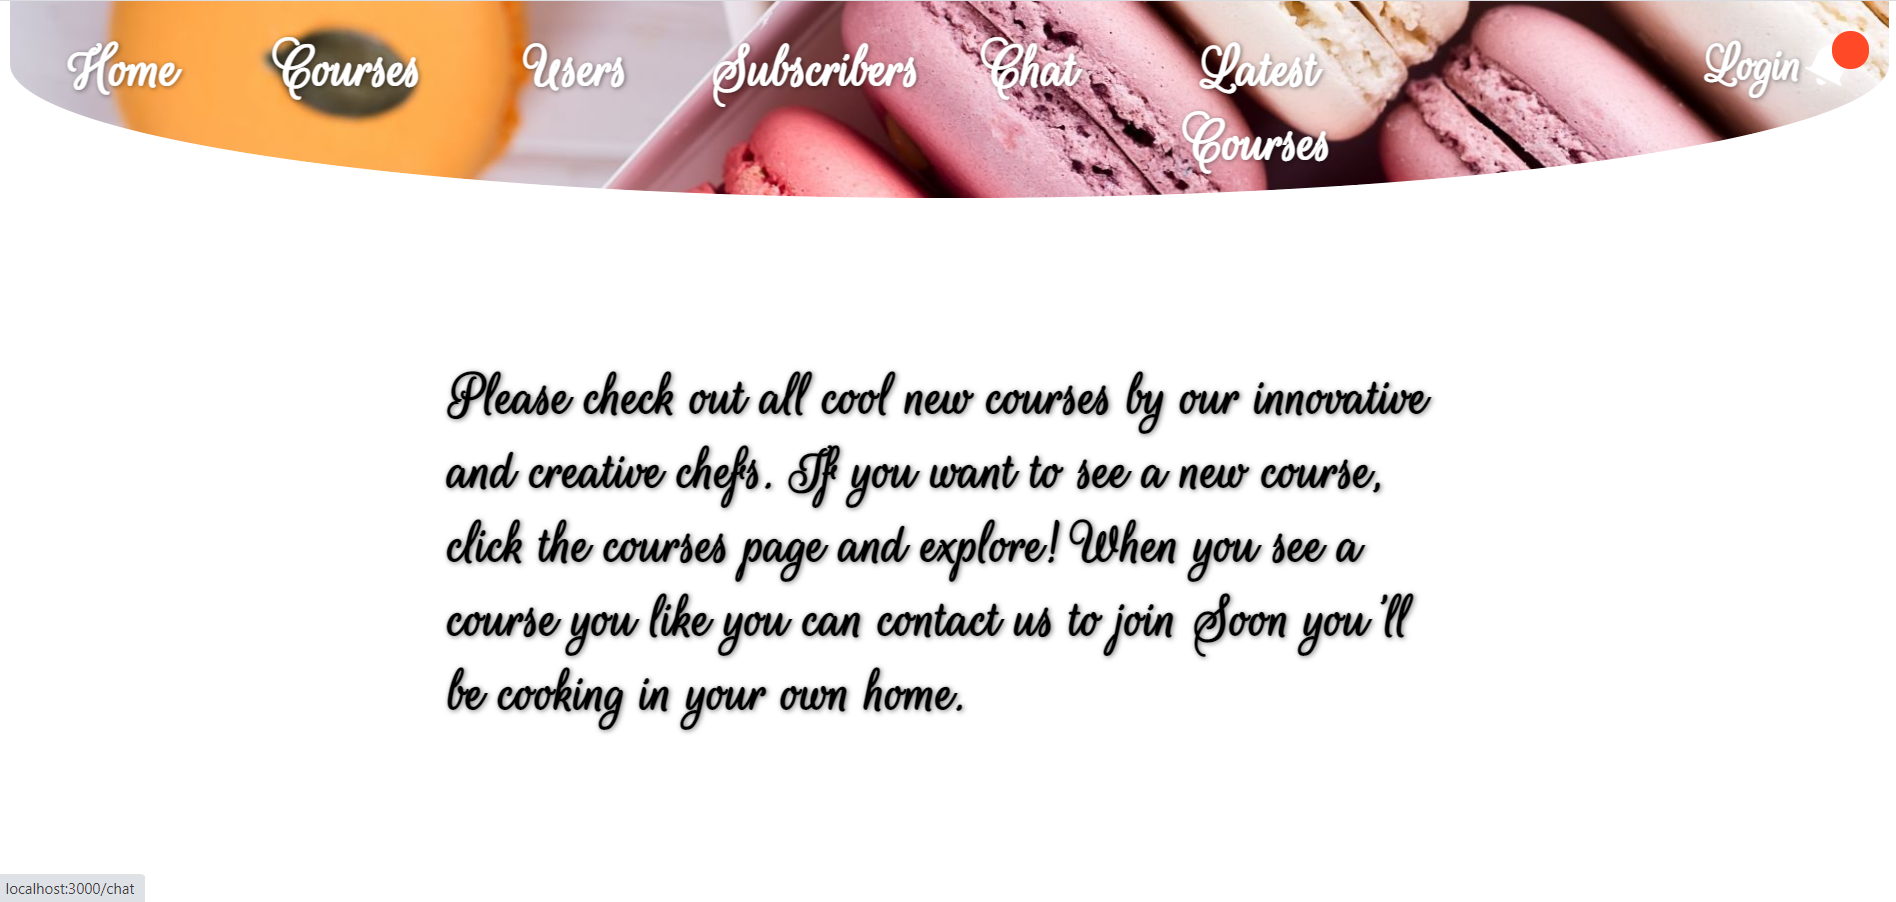 Home Courses Users Subscribers Chat Latest Courses Login
Please check out all cool new courses by our innovative
and creative chefs. If you want to see a new course,
click the courses page and explore! When you see a
course you like you can contact us to join Soon you'll
be cooking in your own home.
localhost:3000/chat